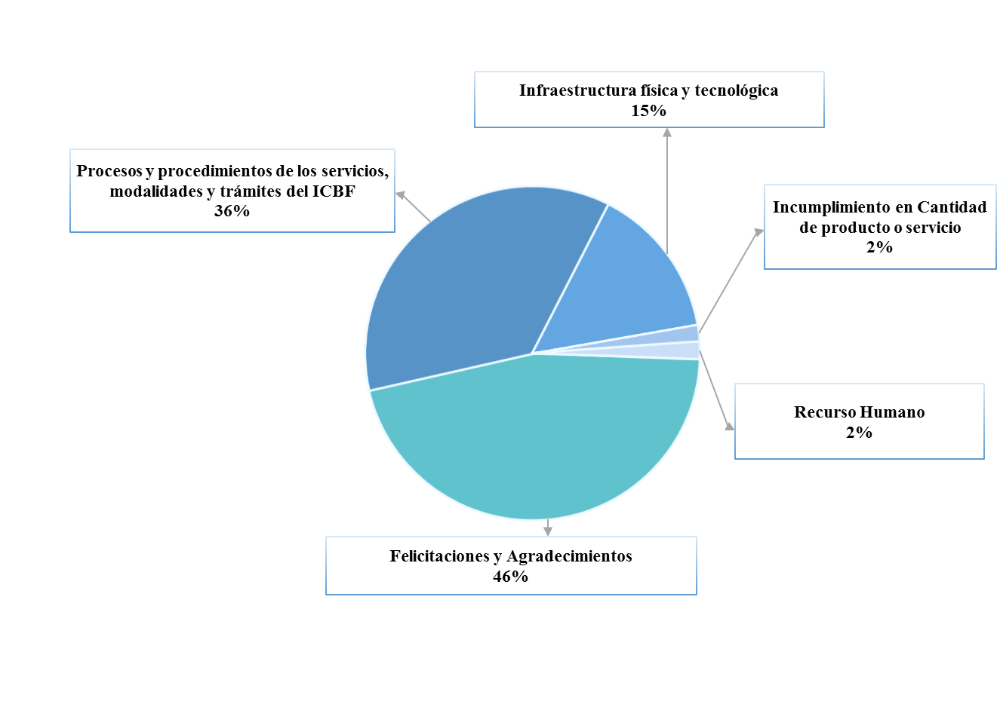 Infraestructura física y tecnológica
15%
Procesos y procedimientos de los servicios,
modalidades y trámites del ICBF
36%
Incumplimiento en Cantidad
de producto o servicio
2%
Recurso Humano
2%
Felicitaciones y Agradecimientos
46%